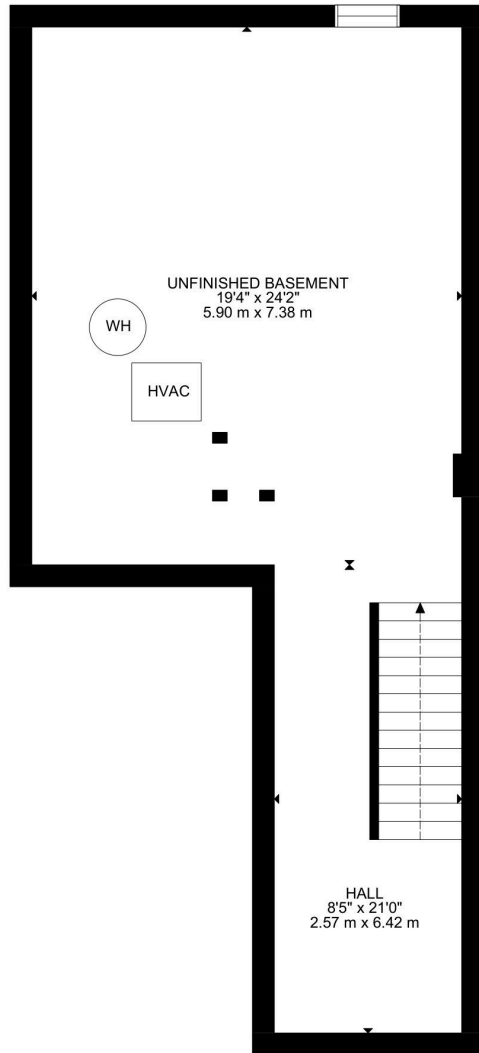 UNFINISHED BASEMENT
19'4" x 24'2"
5.90 m x 7.38 m
WH
HVAC
HALL
8'5" x 21'0"
2.57 m x 6.42 m